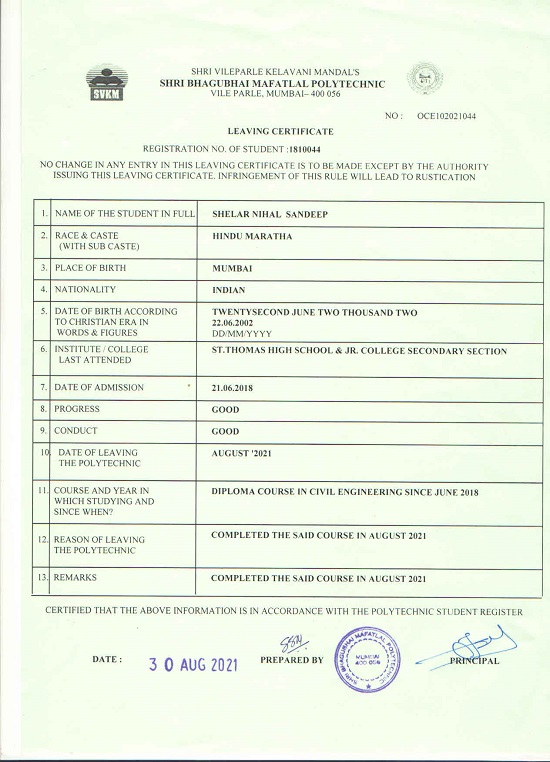 SVKM
SHRI VILEPARLE KELAVANI MANDAL'S
SHRI BHAGUBHAI MAFATLAL POLYTECHNIC
VILE PARLE, MUMBAI– 400 056
NO : OCE102021044
LEAVING CERTIFICATE
REGISTRATION NO. OF STUDENT :1810044
NO CHANGE IN ANY ENTRY IN THIS LEAVING CERTIFICATE IS TO BE MADE EXCEPT BY THE AUTHORITY
ISSUING THIS LEAVING CERTIFICATE. INFRINGEMENT OF THIS RULE WILL LEAD TO RUSTICATION
1. NAME OF THE STUDENT IN FULL SHELAR NIHAL SANDEEP
2. RACE & CASTE HINDU MARATHA
(WITH SUB CASTE)
3. PLACE OF BIRTH MUMBAI
4. NATIONALITY INDIAN
5. DATE OF BIRTH ACCORDING TWENTYSECOND JUNE TWO THOUSAND TWO
TO CHRISTIAN ERA IN 22.06.2002
WORDS & FIGURES DD/MM/YYYY
6. INSTITUTE / COLLEGE ST.THOMAS HIGH SCHOOL & JR. COLLEGE SECONDARY SECTION
LAST ATTENDED
7. DATE OF ADMISSION 21.06.2018
8. PROGRESS GOOD
9. CONDUCT GOOD
10. DATE OF LEAVING AUGUST '2021
THE POLYTECHNIC
11. COURSE AND YEAR IN DIPLOMA COURSE IN CIVIL ENGINEERING SINCE JUNE 2018
WHICH STUDYING AND
SINCE WHEN?
12. REASON OF LEAVING COMPLETED THE SAID COURSE IN AUGUST 2021
THE POLYTECHNIC
13. REMARKS COMPLETED THE SAID COURSE IN AUGUST 2021
CERTIFIED THAT THE ABOVE INFORMATION IS IN ACCORDANCE WITH THE POLYTECHNIC STUDENT REGISTER
DATE : 30 AUG 2021 PREPARED BY PRINCIPAL
SHRI BHAGUBHAI MAFATLAL POLYTECHNIC
MUMBAI
400 056